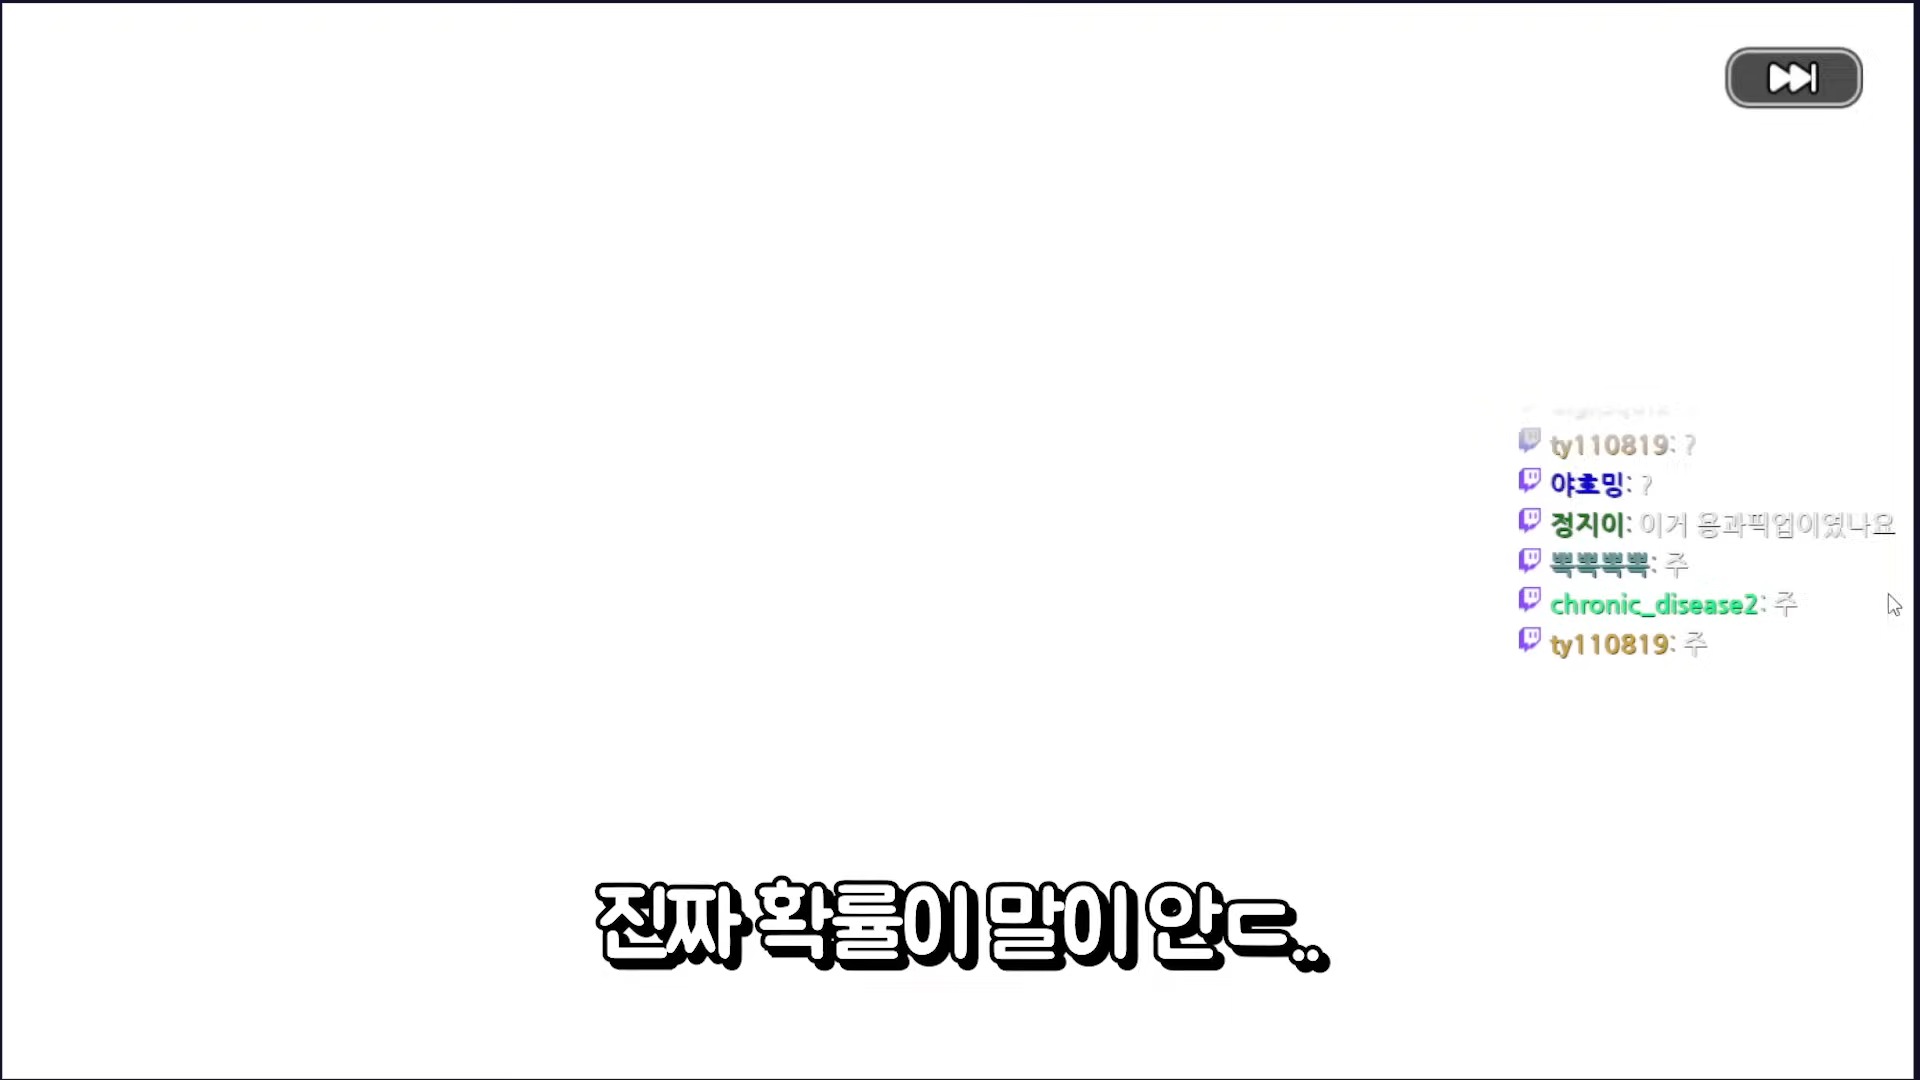 ty110819: ?
야호밍: ?
정지이: 이거 용과픽업이였나요
뽁뽁뽁뽁: 주
chronic_disease2: 주
ty110819: 주
진짜 확률이 말이 안ㄷ..